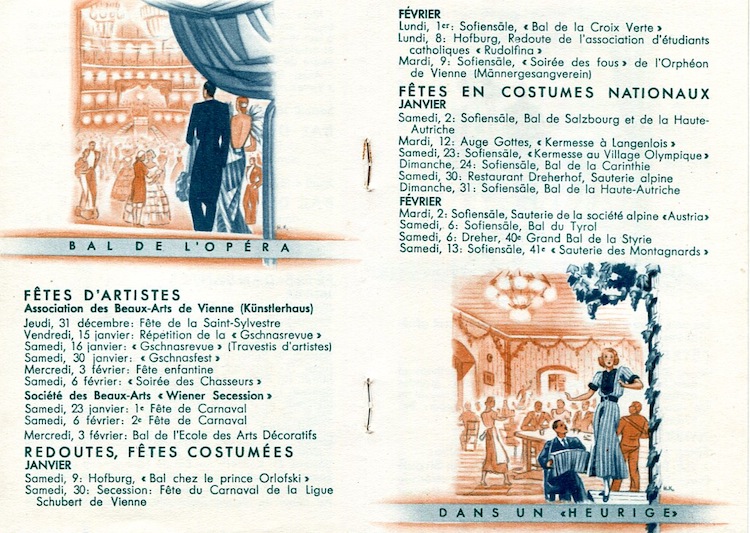 BAL DE L'OPÉRA
FÊTES D'ARTISTES
Association des Beaux-Arts de Vienne (Künstlerhaus)
Jeudi, 31 décembre: Fête de la Saint-Sylvestre
Vendredi, 15 janvier: Répétition de la « Gschnasrevue »
Samedi, 16 janvier: « Gschnasrevue » (Travestis d'artistes)
Samedi, 30 janvier: « Gschnasfest »
Mercredi, 3 février: Fête enfantine
Samedi, 6 février: « Soirée des Chasseurs »
Société des Beaux-Arts « Wiener Secession »
Samedi, 23 janvier: 1e Fête de Carnaval
Samedi, 6 février: 2e Fête de Carnaval
Mercredi, 3 février: Bal de l'Ecole des Arts Décoratifs
REDOUTES, FÊTES COSTUMÉES
JANVIER
Samedi, 9: Hofburg, « Bal chez le prince Orlofski »
Samedi, 30: Secession: Fête du Carnaval de la Ligue
Schubert de Vienne
FÉVRIER
Lundi, 1er: Sofiensäle, « Bal de la Croix Verte »
Lundi, 8: Hofburg, Redoute de l'association d'étudiants
catholiques « Rudolfina »
Mardi, 9: Sofiensäle, « Soirée des fous » de l'Orphéon
de Vienne (Männergesangverein)
FÊTES EN COSTUMES NATIONAUX
JANVIER
Samedi, 2: Sofiensäle, Bal de Salzbourg et de la Haute-
Autriche
Mardi, 12: Auge Gottes, « Kermesse à Langenlois »
Samedi, 23: Sofiensäle, « Kermesse au Village Olympique »
Dimanche, 24: Sofiensäle, Bal de la Carinthie
Samedi, 30: Restaurant Dreherhof, Sauterie alpine
Dimanche, 31: Sofiensäle, Bal de la Haute-Autriche
FÉVRIER
Mardi, 2: Sofiensäle, Sauterie de la société alpine «Austria»
Samedi, 6: Sofiensäle, Bal du Tyrol
Samedi, 6: Dreher, 40e Grand Bal de la Styrie
Samedi, 13: Sofiensäle, 41e « Sauterie des Montagnards »
DANS UN «HEURIGE»